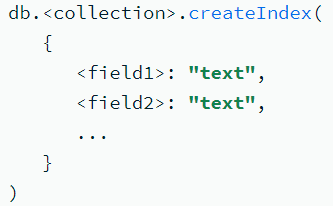 db.<collection>.createIndex(
{
<field1>: "text",
<field2>: "text",
...
}
)